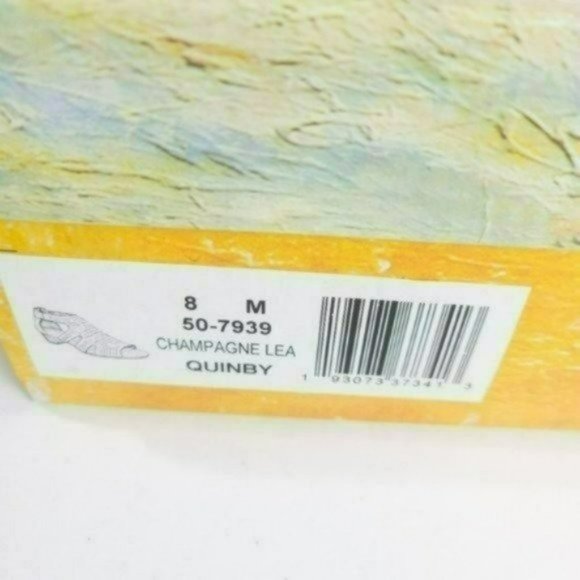 8 M
50-7939
CHAMPAGNE LEA
QUINBY
1 93073 37341 3